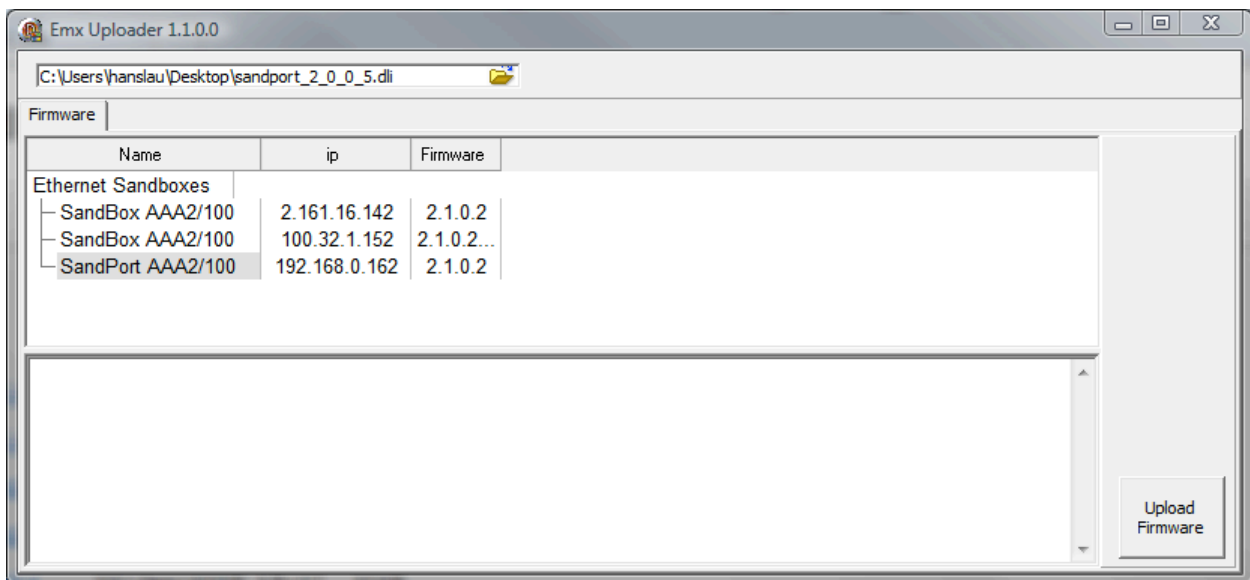 Emx Uploader 1.1.0.0
C:\Users\hanslau\Desktop\sandport_2_0_0_5.dli
Firmware
Name ip Firmware
Ethernet Sandboxes
SandBox AAA2/100 2.161.16.142 2.1.0.2
SandBox AAA2/100 100.32.1.152 2.1.0.2...
SandPort AAA2/100 192.168.0.162 2.1.0.2
Upload
Firmware